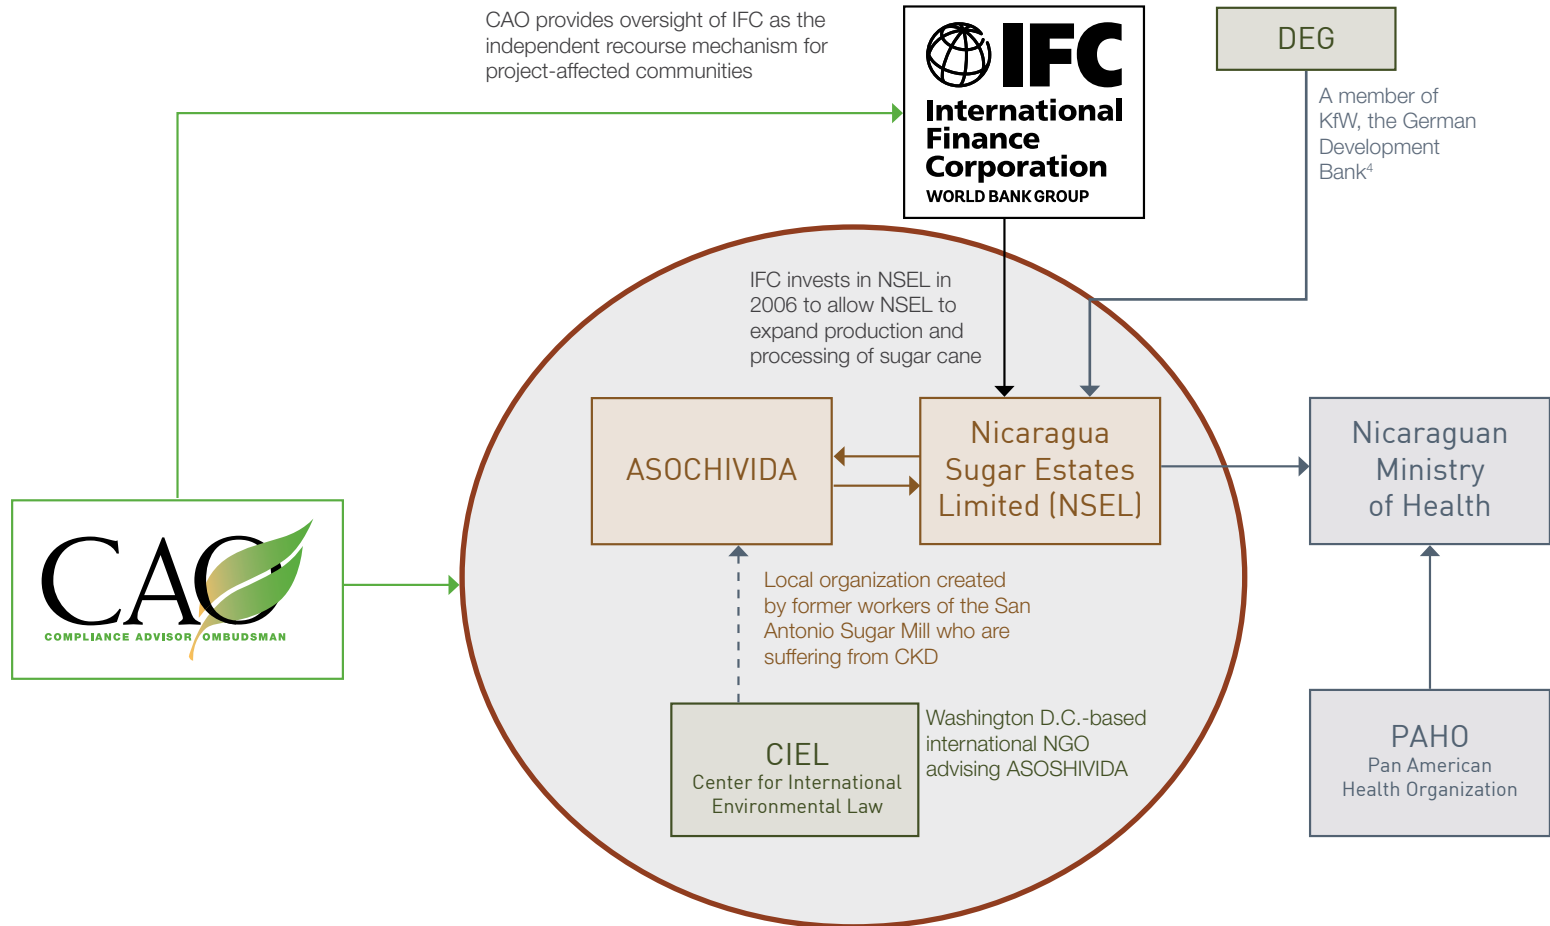 CAO provides oversight of IFC as the
independent recourse mechanism for
project-affected communities
IFC
International
Finance
Corporation
WORLD BANK GROUP
DEG
A member of
KfW, the German
Development
Bank⁴
IFC invests in NSEL in
2006 to allow NSEL to
expand production and
processing of sugar cane
ASOCHIVIDA
Nicaragua
Sugar Estates
Limited (NSEL)
Nicaraguan
Ministry
of Health
CAO
COMPLIANCE ADVISOR OMBUDSMAN
Local organization created
by former workers of the San
Antonio Sugar Mill who are
suffering from CKD
CIEL
Center for International
Environmental Law
Washington D.C.-based
international NGO
advising ASOSHIVIDA
PAHO
Pan American
Health Organization